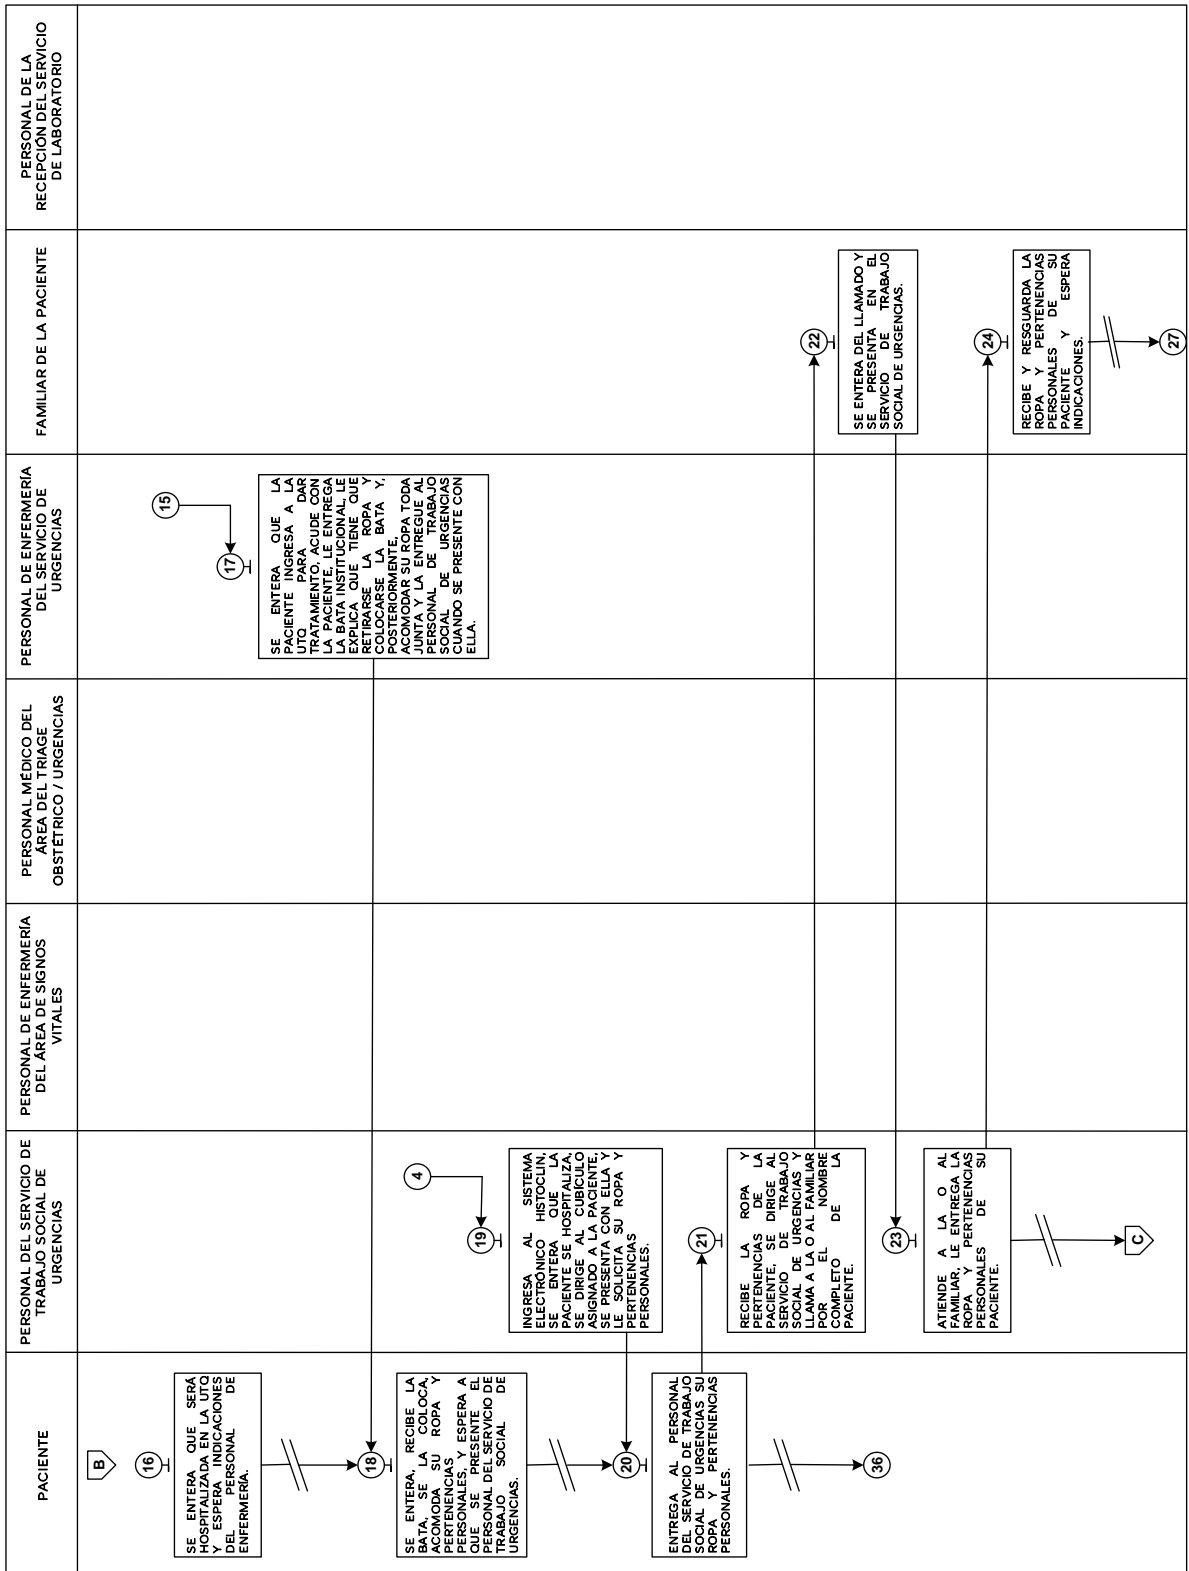 PACIENTE
PERSONAL DEL SERVICIO DE
TRABAJO SOCIAL DE
URGENCIAS
PERSONAL DE ENFERMERÍA
DEL ÁREA DE SIGNOS
VITALES
PERSONAL MÉDICO DEL
ÁREA DEL TRIAGE
OBSTÉTRICO / URGENCIAS
PERSONAL DE ENFERMERÍA
DEL SERVICIO DE
URGENCIAS
FAMILIAR DE LA PACIENTE
PERSONAL DE LA
RECEPCIÓN DEL SERVICIO
DE LABORATORIO
B
16
SE ENTERA QUE SERÁ
HOSPITALIZADA EN LA UTQ
Y ESPERA INDICACIONES
DEL PERSONAL DE
ENFERMERÍA.
15
17
SE ENTERA QUE LA
PACIENTE INGRESA A LA
UTQ PARA DAR
TRATAMIENTO, ACUDE CON
LA PACIENTE, LE ENTREGA
LA BATA INSTITUCIONAL, LE
EXPLICA QUE TIENE QUE
RETIRARSE LA ROPA Y
COLOCARSE LA BATA Y,
POSTERIORMENTE,
ACOMODAR SU ROPA TODA
JUNTA Y LA ENTREGUE AL
PERSONAL DE TRABAJO
SOCIAL DE URGENCIAS
CUANDO SE PRESENTE CON
ELLA.
18
SE ENTERA, RECIBE LA
BATA, SE LA COLOCA,
ACOMODA SU ROPA Y
PERTENENCIAS
PERSONALES, Y ESPERA A
QUE SE PRESENTE EL
PERSONAL DEL SERVICIO DE
TRABAJO SOCIAL DE
URGENCIAS.
4
19
INGRESA AL SISTEMA
ELECTRÓNICO HISTOCLIN,
SE ENTERA QUE LA
PACIENTE SE HOSPITALIZA,
SE DIRIGE AL CUBÍCULO
ASIGNADO A LA PACIENTE,
SE PRESENTA CON ELLA Y
LE SOLICITA SU ROPA Y
PERTENENCIAS
PERSONALES.
20
ENTREGA AL PERSONAL
DEL SERVICIO DE TRABAJO
SOCIAL DE URGENCIAS SU
ROPA Y PERTENENCIAS
PERSONALES.
36
21
RECIBE LA ROPA Y
PERTENENCIAS DE LA
PACIENTE, SE DIRIGE AL
SERVICIO DE TRABAJO
SOCIAL DE URGENCIAS Y
LLAMA A LA O AL FAMILIAR
POR EL NOMBRE
COMPLETO DE LA
PACIENTE.
22
SE ENTERA DEL LLAMADO Y
SE PRESENTA EN EL
SERVICIO DE TRABAJO
SOCIAL DE URGENCIAS.
23
ATIENDE A LA O AL
FAMILIAR, LE ENTREGA LA
ROPA Y PERTENENCIAS
PERSONALES DE SU
PACIENTE.
C
24
RECIBE Y RESGUARDA LA
ROPA Y PERTENENCIAS
PERSONALES DE SU
PACIENTE Y ESPERA
INDICACIONES.
27